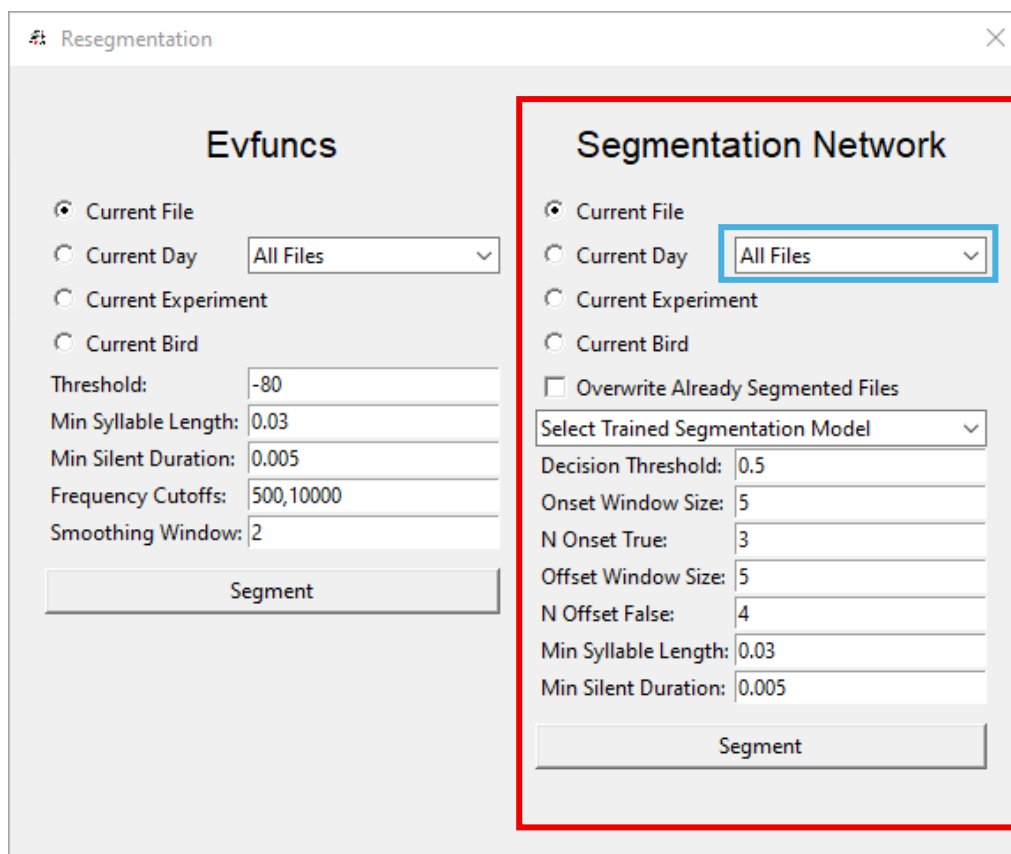 Resegmentation
Evfuncs
Current File
Current Day All Files
Current Experiment
Current Bird
Threshold: -80
Min Syllable Length: 0.03
Min Silent Duration: 0.005
Frequency Cutoffs: 500,10000
Smoothing Window: 2
Segment
Segmentation Network
Current File
Current Day All Files
Current Experiment
Current Bird
Overwrite Already Segmented Files
Select Trained Segmentation Model
Decision Threshold: 0.5
Onset Window Size: 5
N Onset True: 3
Offset Window Size: 5
N Offset False: 4
Min Syllable Length: 0.03
Min Silent Duration: 0.005
Segment